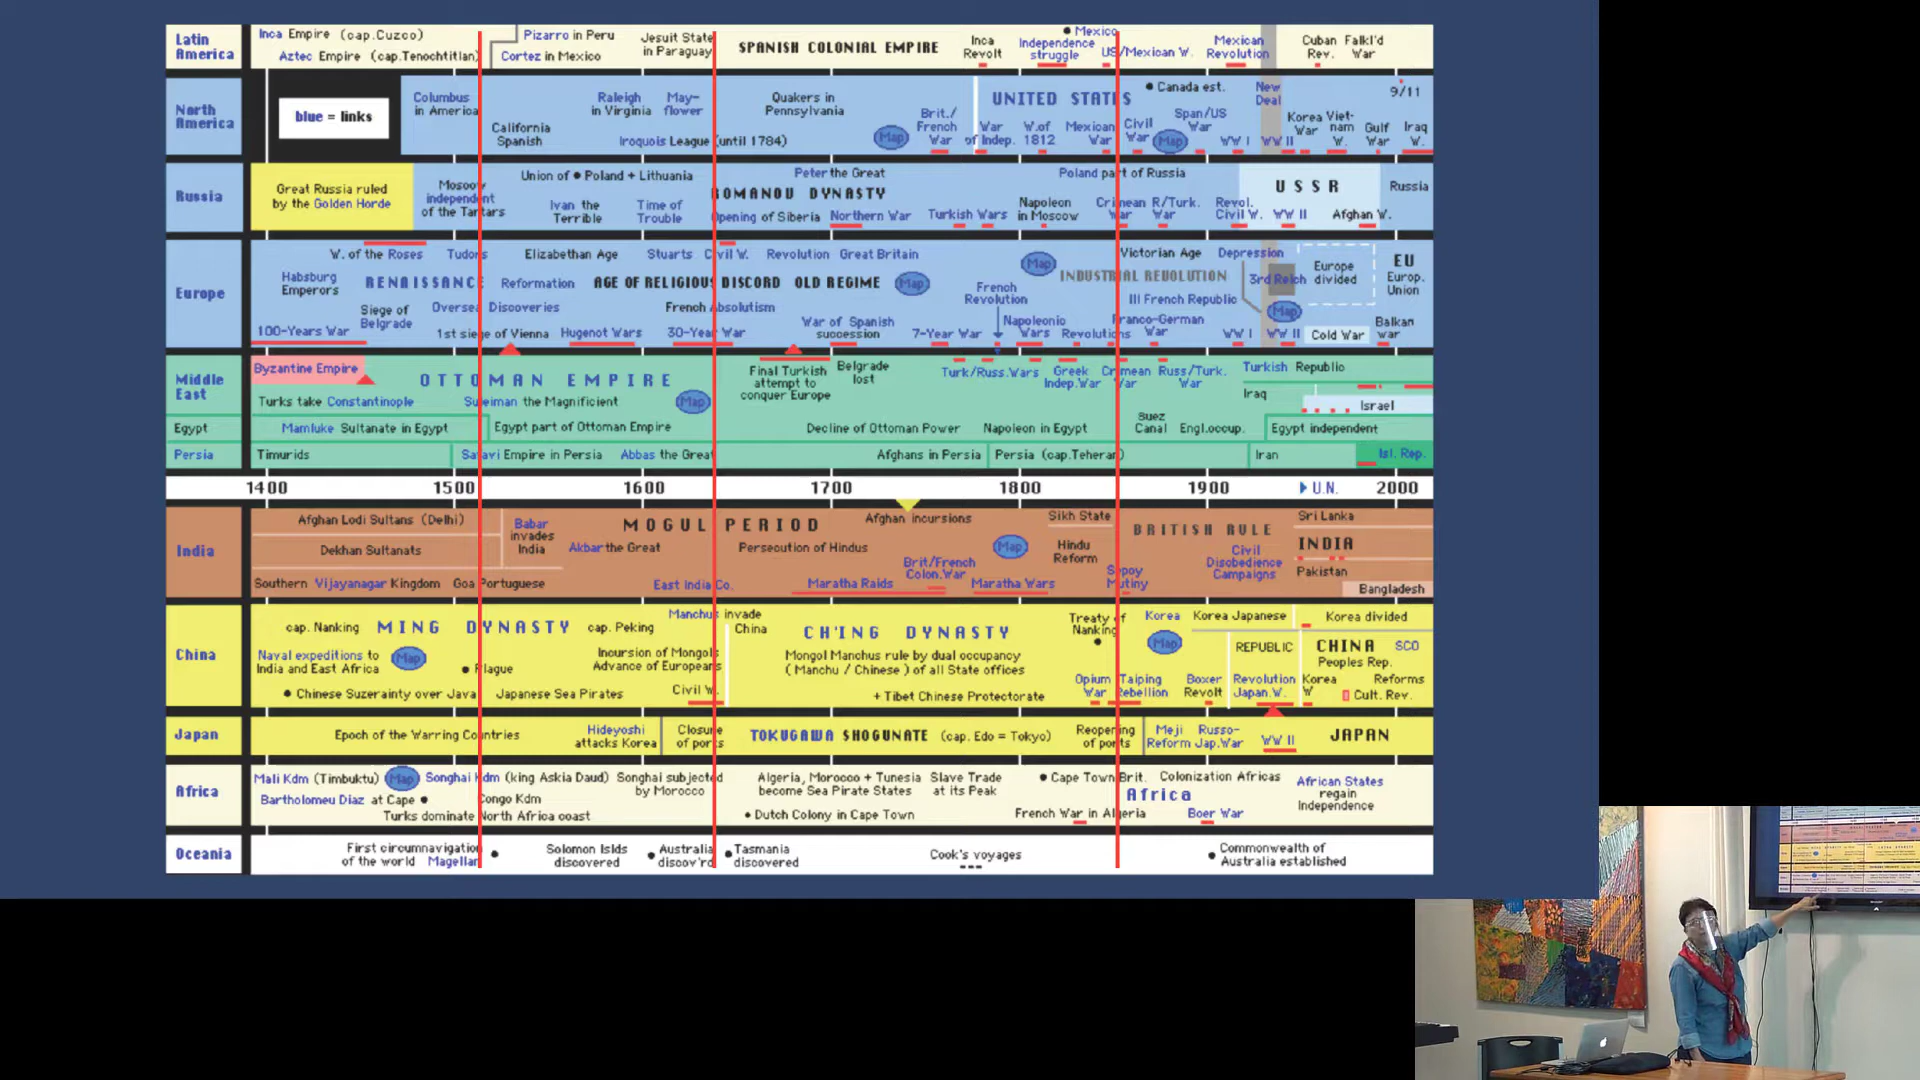 Latin
America
Inca Empire (cap.Cuzco)
Aztec Empire (cap.Tenochtitlan)
Pizarro in Peru
Cortez in Mexico
Jesuit State
in Paraguay
SPANISH COLONIAL EMPIRE
Inca
Revolt
Mexico
Independence
struggle
US/Mexican W.
Mexican
Revolution
Cuban
Rev.
Falkl'd
War
North
America
blue = links
Columbus
in America
California
Spanish
Raleigh
in Virginia
May-
flower
Iroquois League (until 1784)
Quakers in
Pennsylvania
Map
Brit./
French
War
War
of Indep.
UNITED STATES
W.of
1812
Mexican
War
Civil
War
Canada est.
Map
Span/US
War
WW I
New
Deal
WW II
Korea
War
Viet-
nam
W.
Gulf
War
9/11
Iraq
W.
Russia
Great Russia ruled
by the Golden Horde
Moscow
independent
of the Tartars
Union of • Poland + Lithuania
Ivan the
Terrible
Time of
Trouble
Peter the Great
ROMANOV DYNASTY
Opening of Siberia
Northern War
Turkish Wars
Napoleon
in Moscow
Poland part of Russia
Crimean
War
R/Turk.
War
Revol.
Civil W.
USSR
WW II
Afghan W.
Russia
Europe
W. of the Roses
Tudors
Elizabethan Age
Stuarts
Civil W.
Revolution
Great Britain
Habsburg
Emperors
RENAISSANCE
Reformation
AGE OF RELIGIOUS DISCORD
OLD REGIME
Map
Siege of
Belgrade
Oversea Discoveries
French Absolutism
100-Years War
1st siege of Vienna
Hugenot Wars
30-Year War
War of Spanish
succession
7-Year War
French
Revolution
Napoleonic
Wars
Map
INDUSTRIAL REVOLUTION
Victorian Age
III French Republic
Revolutions
Franco-German
War
WW I
Depression
3rd Reich
Map
WW II
Europe
divided
Cold War
EU
Europ.
Union
Balkan
war
Middle
East
Byzantine Empire
OTTOMAN EMPIRE
Turks take Constantinople
Suleiman the Magnificient
Map
Final Turkish
attempt to
conquer Europe
Belgrade
lost
Turk/Russ.Wars
Greek
Indep.War
Crimean
War
Russ/Turk.
War
Turkish Republic
Iraq
Israel
Egypt
Mamluke Sultanate in Egypt
Egypt part of Ottoman Empire
Decline of Ottoman Power
Napoleon in Egypt
Suez
Canal
Engl.occup.
Egypt independent
Persia
Timurids
Safavi Empire in Persia
Abbas the Great
Afghans in Persia
Persia (cap.Teheran)
Iran
Isl. Rep.
1400 1500 1600 1700 1800 1900 U.N. 2000
India
Afghan Lodi Sultans (Delhi)
Dekhan Sultanats
Southern Vijayanagar Kingdom
Goa Portuguese
Babar
invades
India
MOGUL PERIOD
Akbar the Great
Persecution of Hindus
East India Co.
Maratha Raids
Afghan incursions
Brit/French
Colon.War
Map
Maratha Wars
Sikh State
Hindu
Reform
Sepoy
Mutiny
BRITISH RULE
Civil
Disobedience
Campaigns
Sri Lanka
INDIA
Pakistan
Bangladesh
China
cap. Nanking
MING DYNASTY
cap. Peking
Naval expeditions to
India and East Africa
Map
Plague
Chinese Suzerainty over Java
Japanese Sea Pirates
Manchus invade
China
Incursion of Mongols
Advance of Europeans
Civil W.
CH'ING DYNASTY
Mongol Manchus rule by dual occupancy
( Manchu / Chinese ) of all State offices
+ Tibet Chinese Protectorate
Treaty of
Nanking
Opium
War
Taiping
Rebellion
Korea
Map
Boxer
Revolt
Korea Japanese
REPUBLIC
Revolution
Japan.W.
Korea divided
CHINA
Peoples Rep.
SCO
Korea
W
Reforms
Cult. Rev.
Japan
Epoch of the Warring Countries
Hideyoshi
attacks Korea
Closure
of ports
TOKUGAWA SHOGUNATE (cap. Edo = Tokyo)
Reopening
of ports
Meji
Reform
Russo-
Jap.War
WW II
JAPAN
Africa
Mali Kdm (Timbuktu)
Map
Songhai Kdm (king Askia Daud)
Songhai subjected
by Morocco
Bartholomeu Diaz at Cape
Congo Kdm
Turks dominate North Africa coast
Algeria, Morocco + Tunesia
become Sea Pirate States
Slave Trade
at its Peak
Dutch Colony in Cape Town
Cape Town Brit.
Africa
French War in Algeria
Colonization Africas
Boer War
African States
regain
Independence
Oceania
First circumnavigation
of the world Magellan
Solomon Islds
discovered
Australia
discov'rd
Tasmania
discovered
Cook's voyages
Commonwealth of
Australia established